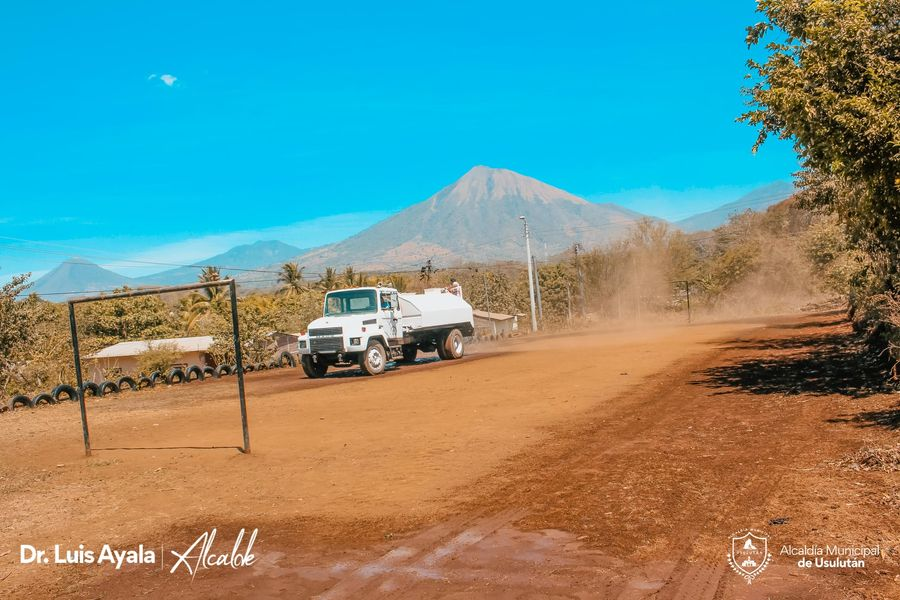 Dr. Luis Ayala | Alcalde
Alcaldía Municipal
de Usulután